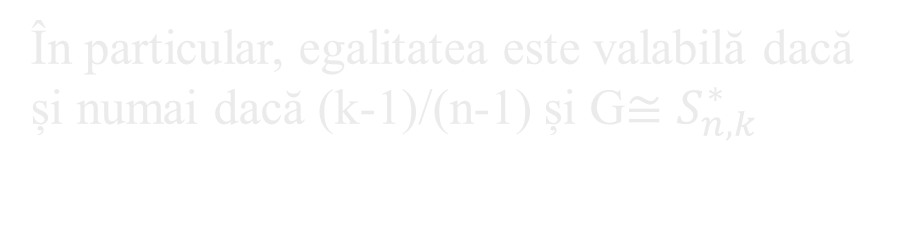 În particular, egalitatea este valabilă dacă
și numai dacă (k-1)/(n-1) și G≅ $S^*_{n,k}$